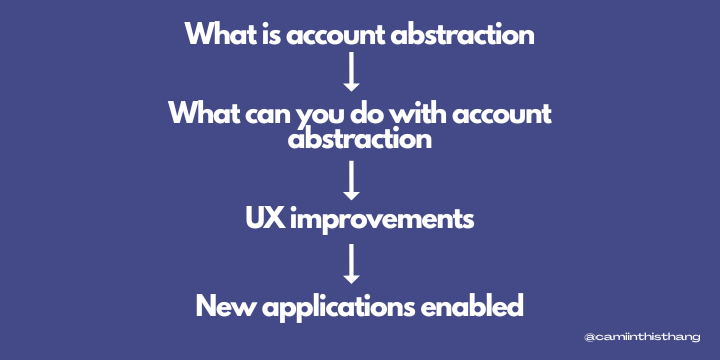 What is account abstraction
What can you do with account
abstraction
UX improvements
New applications enabled
@camiinthisthang